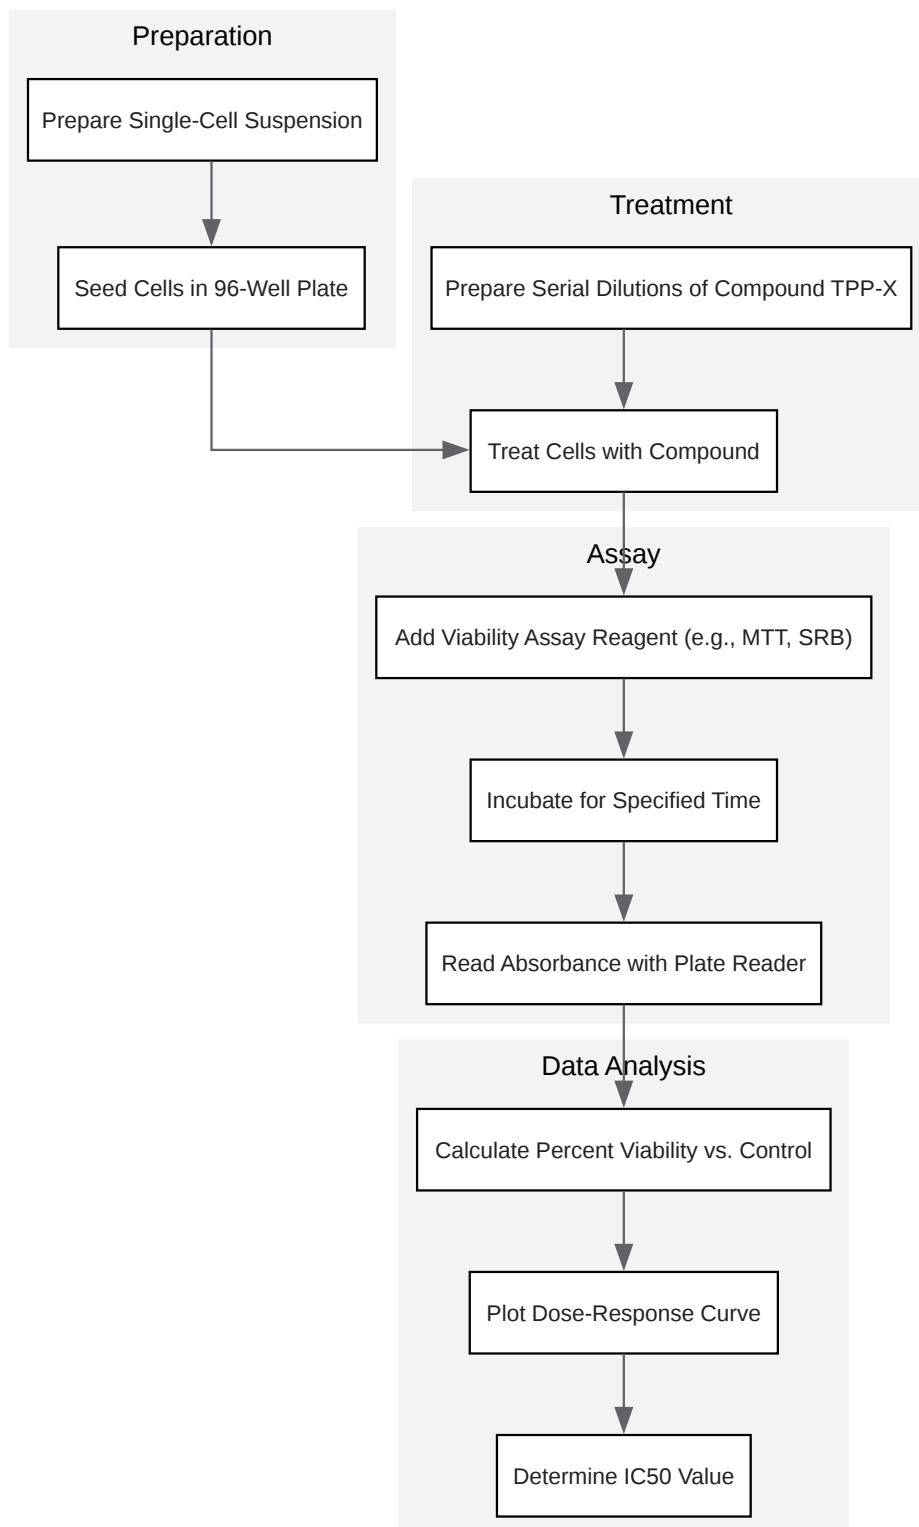 Preparation
Prepare Single-Cell Suspension
Seed Cells in 96-Well Plate
Treatment
Prepare Serial Dilutions of Compound TPP-X
Treat Cells with Compound
Assay
Add Viability Assay Reagent (e.g., MTT, SRB)
Incubate for Specified Time
Read Absorbance with Plate Reader
Data Analysis
Calculate Percent Viability vs. Control
Plot Dose-Response Curve
Determine IC50 Value